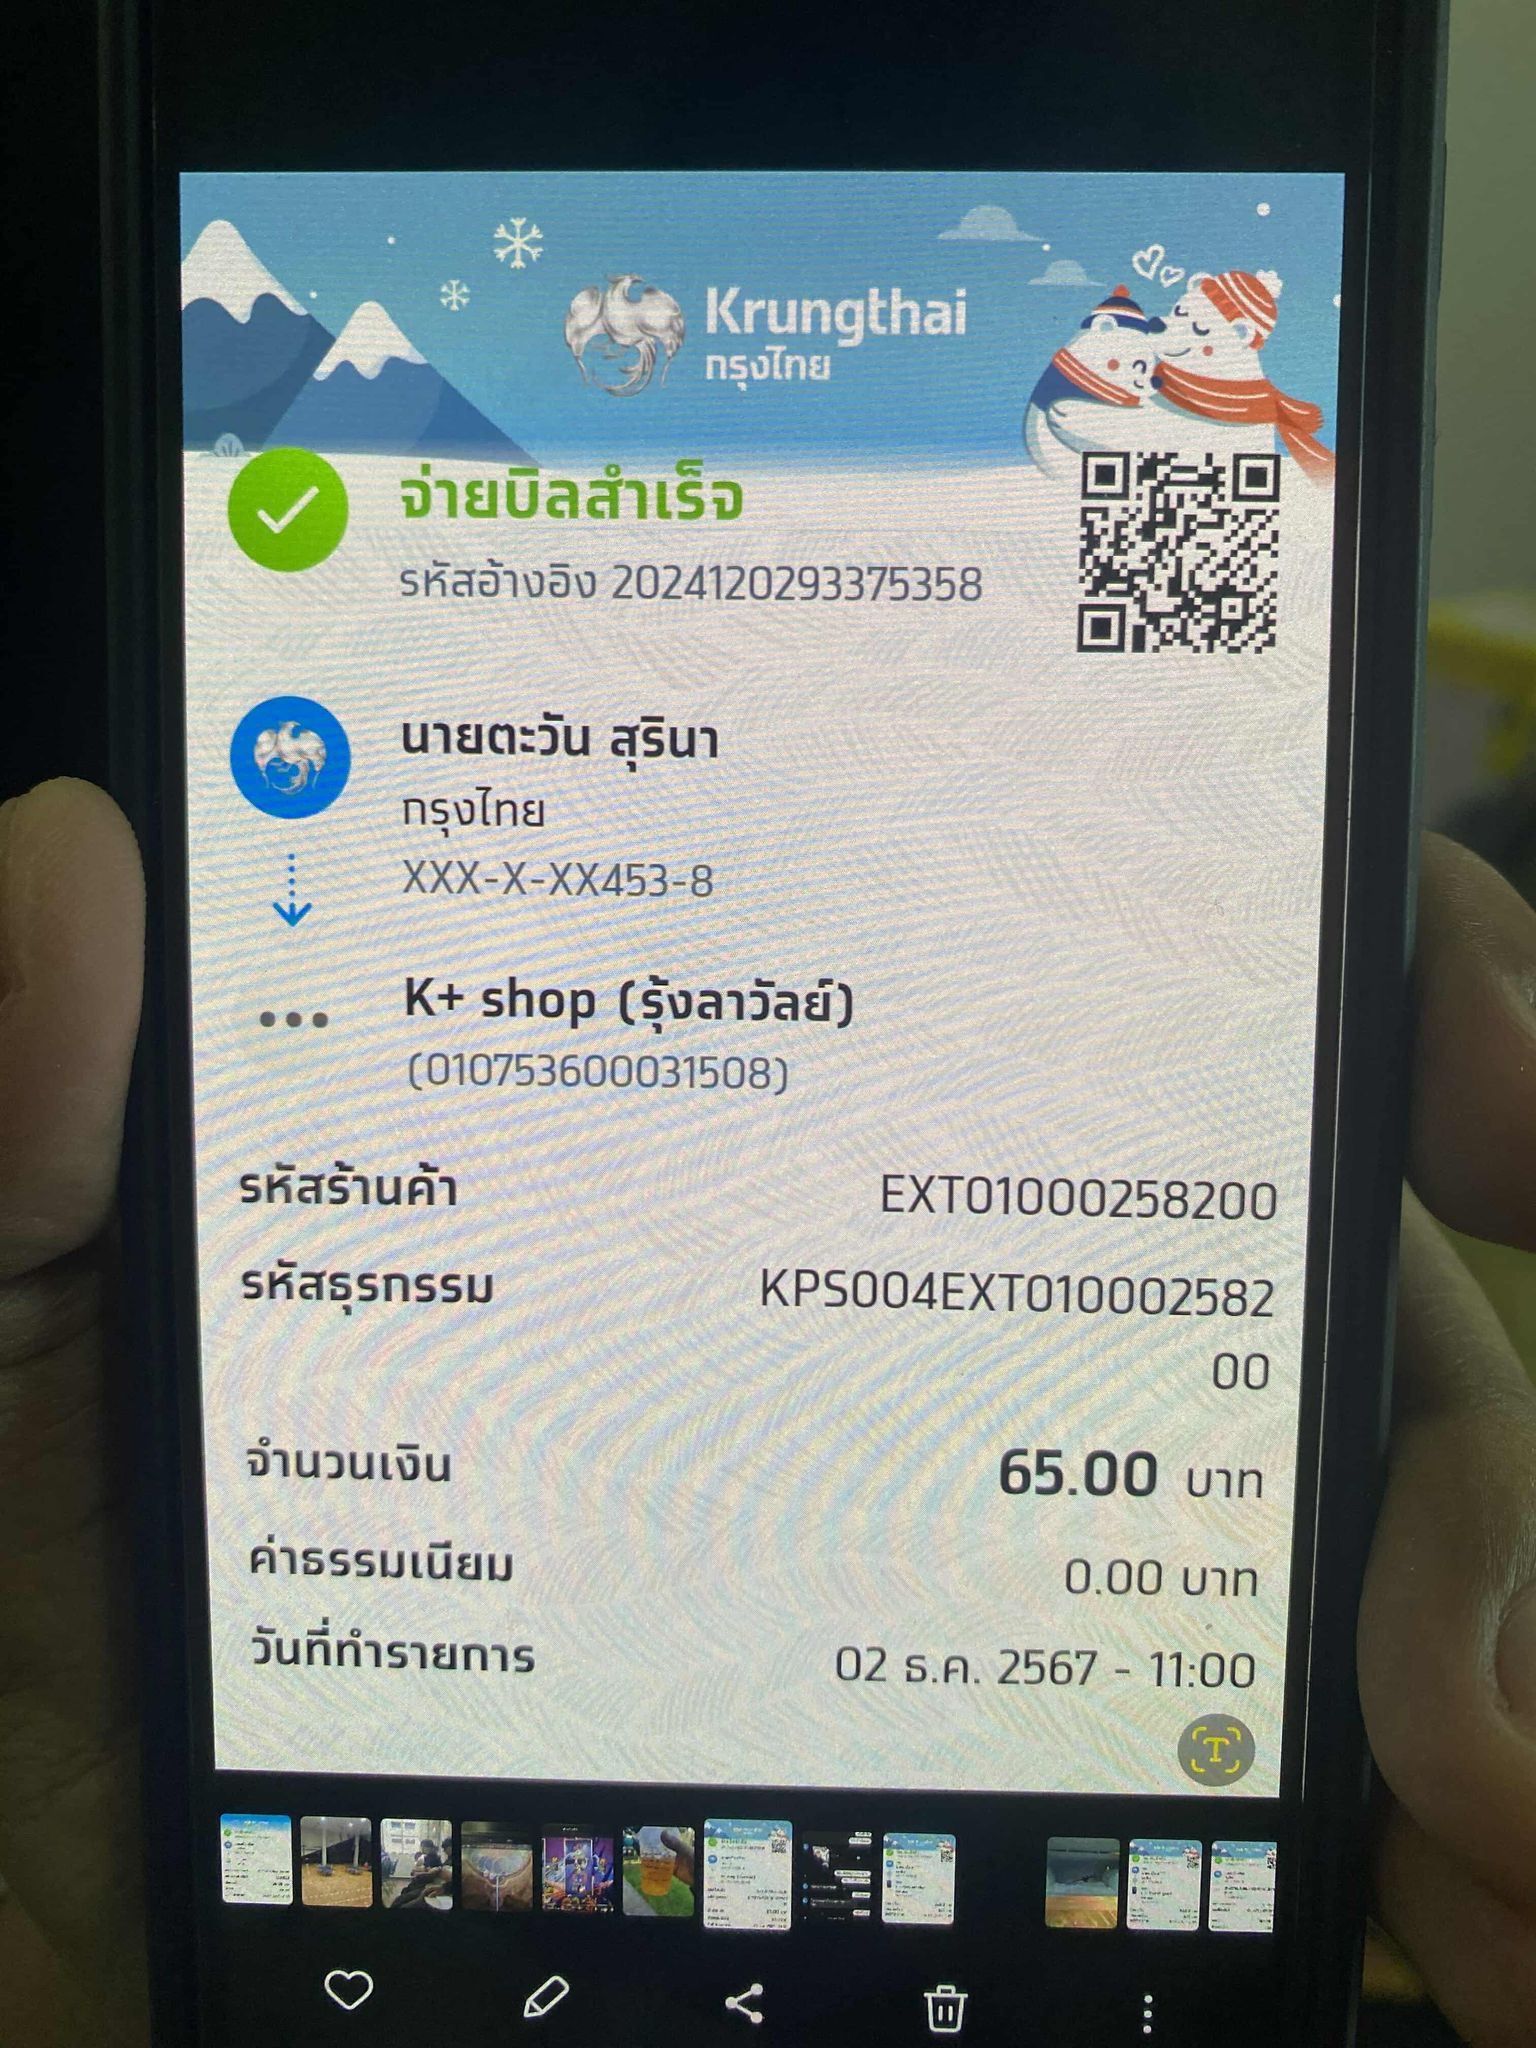 Krungthai
กรุงไทย
จ่ายบิลสำเร็จ
รหัสอ้างอิง 2024120293375358
นายตะวัน สุรินา
กรุงไทย
XXX-X-XX453-8
K+ shop (รุ้งลาวัลย์)
(010753600031508)
รหัสร้านค้า EXT01000258200
รหัสธุรกรรม KPS004EXT010002582
00
จำนวนเงิน 65.00 บาท
ค่าธรรมเนียม 0.00 บาท
วันที่ทำรายการ 02 ธ.ค. 2567 - 11:00
T